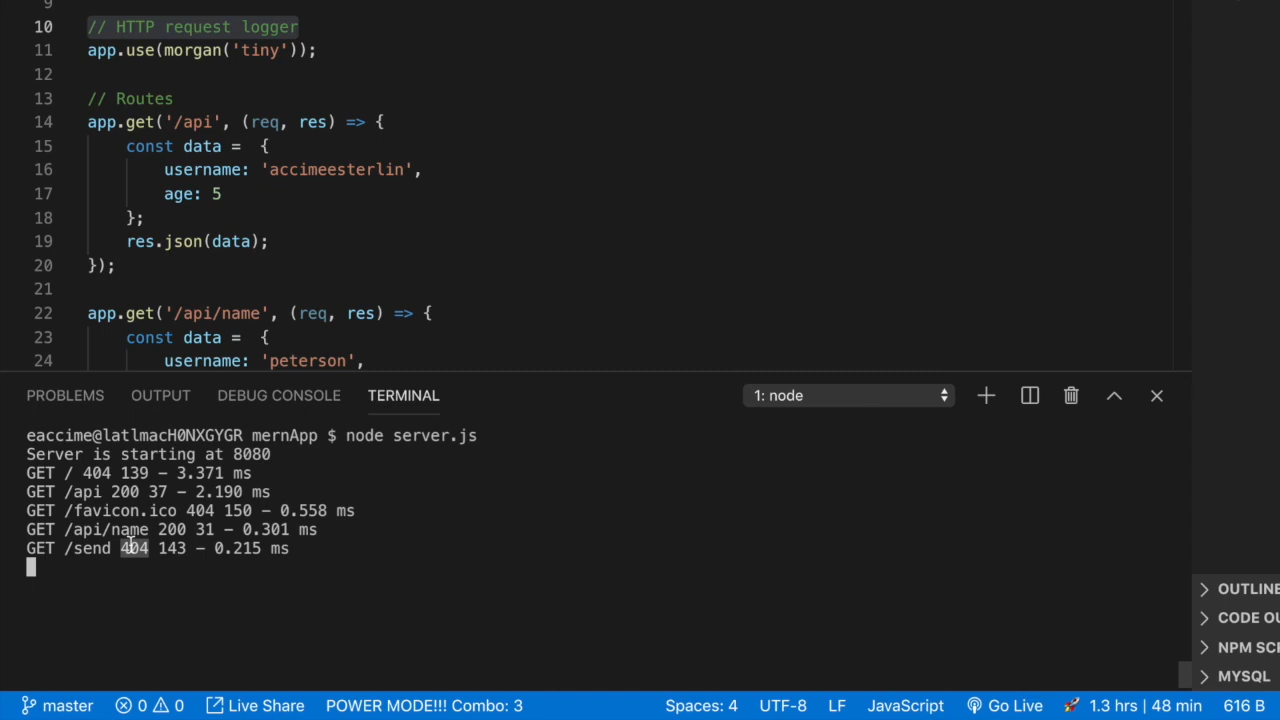 9
10 // HTTP request logger
11 app.use(morgan('tiny'));
12
13 // Routes
14 app.get('/api', (req, res) => {
15 const data =  {
16 username: 'accimeesterlin',
17 age: 5
18 };
19 res.json(data);
20 });
21
22 app.get('/api/name', (req, res) => {
23 const data =  {
24 username: 'peterson',
PROBLEMS OUTPUT DEBUG CONSOLE TERMINAL 1: node
eaccime@latlmacH0NXGYGR mernApp $ node server.js
Server is starting at 8080
GET / 404 139 - 3.371 ms
GET /api 200 37 - 2.190 ms
GET /favicon.ico 404 150 - 0.558 ms
GET /api/name 200 31 - 0.301 ms
GET /send 404 143 - 0.215 ms
OUTLINE
CODE OU
NPM SCR
MYSQL
master 0 0 Live Share POWER MODE!!! Combo: 3 Spaces: 4 UTF-8 LF JavaScript Go Live 🚀 1.3 hrs | 48 min 616 B